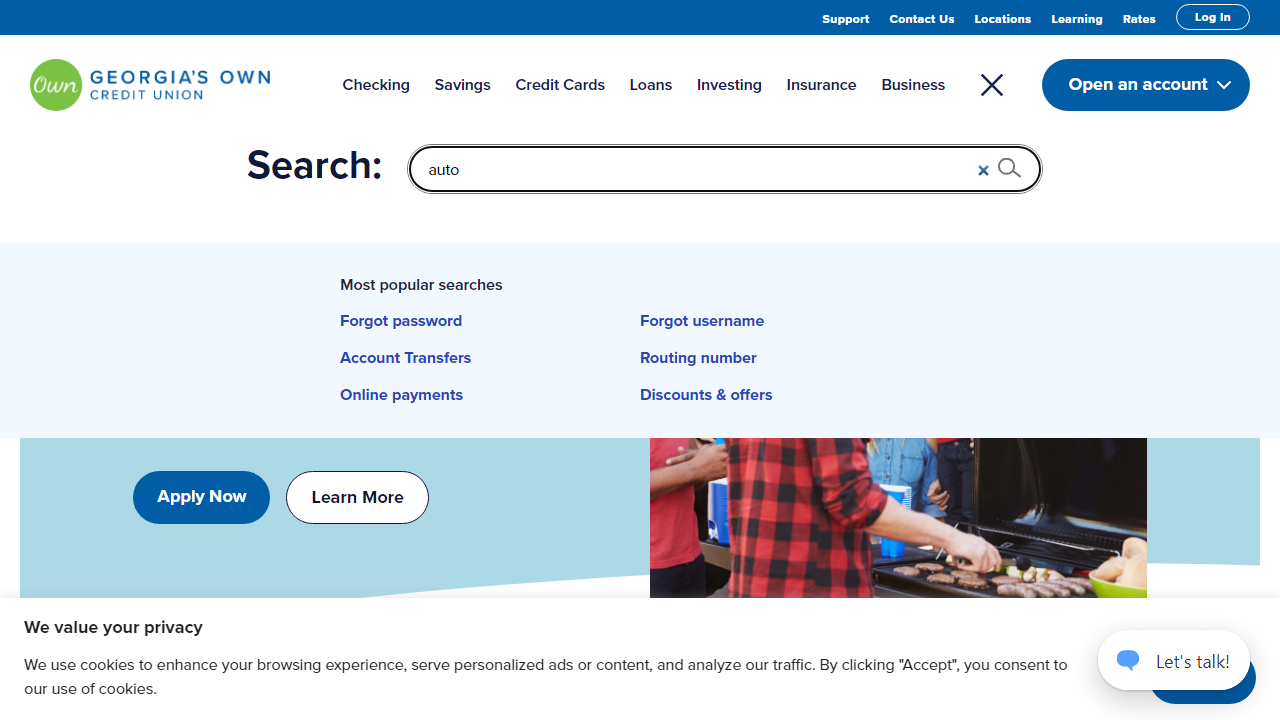 Support Contact Us Locations Learning Rates Log In
Own GEORGIA'S OWN
CREDIT UNION
Checking Savings Credit Cards Loans Investing Insurance Business Open an account
Search: auto
Most popular searches
Forgot password Forgot username
Account Transfers Routing number
Online payments Discounts & offers
Apply Now Learn More
We value your privacy
We use cookies to enhance your browsing experience, serve personalized ads or content, and analyze our traffic. By clicking "Accept", you consent to
our use of cookies.
Let's talk!